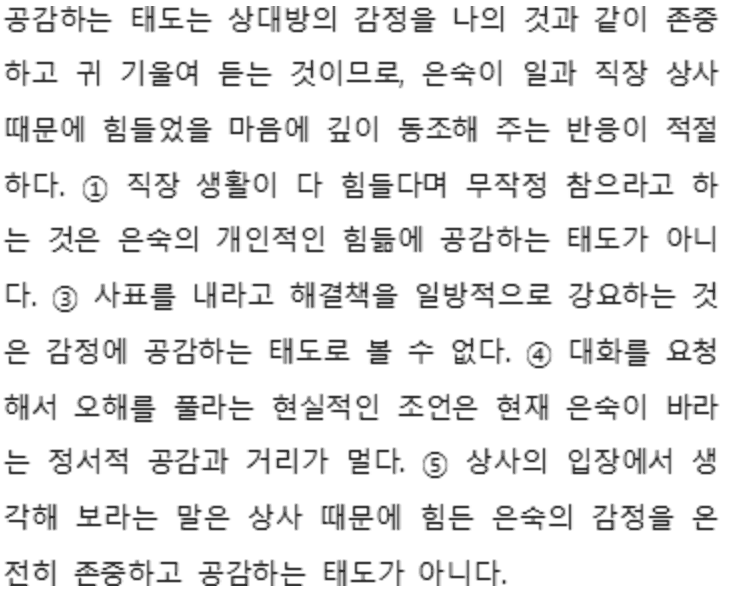 공감하는 태도는 상대방의 감정을 나의 것과 같이 존중
하고 귀 기울여 듣는 것이므로, 은숙이 일과 직장 상사
때문에 힘들었을 마음에 깊이 동조해 주는 반응이 적절
하다. ① 직장 생활이 다 힘들다며 무작정 참으라고 하
는 것은 은숙의 개인적인 힘듦에 공감하는 태도가 아니
다. ③ 사표를 내라고 해결책을 일방적으로 강요하는 것
은 감정에 공감하는 태도로 볼 수 없다. ④ 대화를 요청
해서 오해를 풀라는 현실적인 조언은 현재 은숙이 바라
는 정서적 공감과 거리가 멀다. ⑤ 상사의 입장에서 생
각해 보라는 말은 상사 때문에 힘든 은숙의 감정을 온
전히 존중하고 공감하는 태도가 아니다.